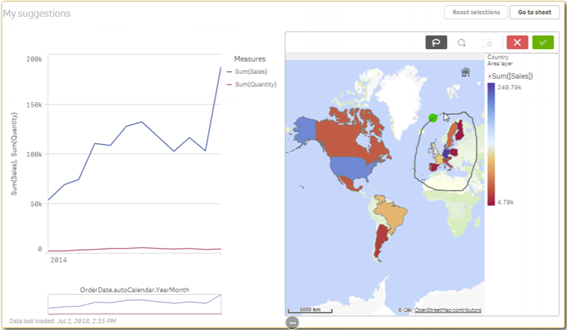 My suggestions
Reset selections
Go to sheet
Measures
Sum(Sales)
Sum(Quantity)
Sum(Sales), Sum(Quantity)
200k
150k
100k
50k
0
2014
OrderDate.autoCalendar.YearMonth
Data last loaded: Jul 2, 2018, 2:35 PM
Country
Area layer
=Sum([Sales])
249.79k
4.78k
5000 km
© Qlik, OpenStreetMap contributors